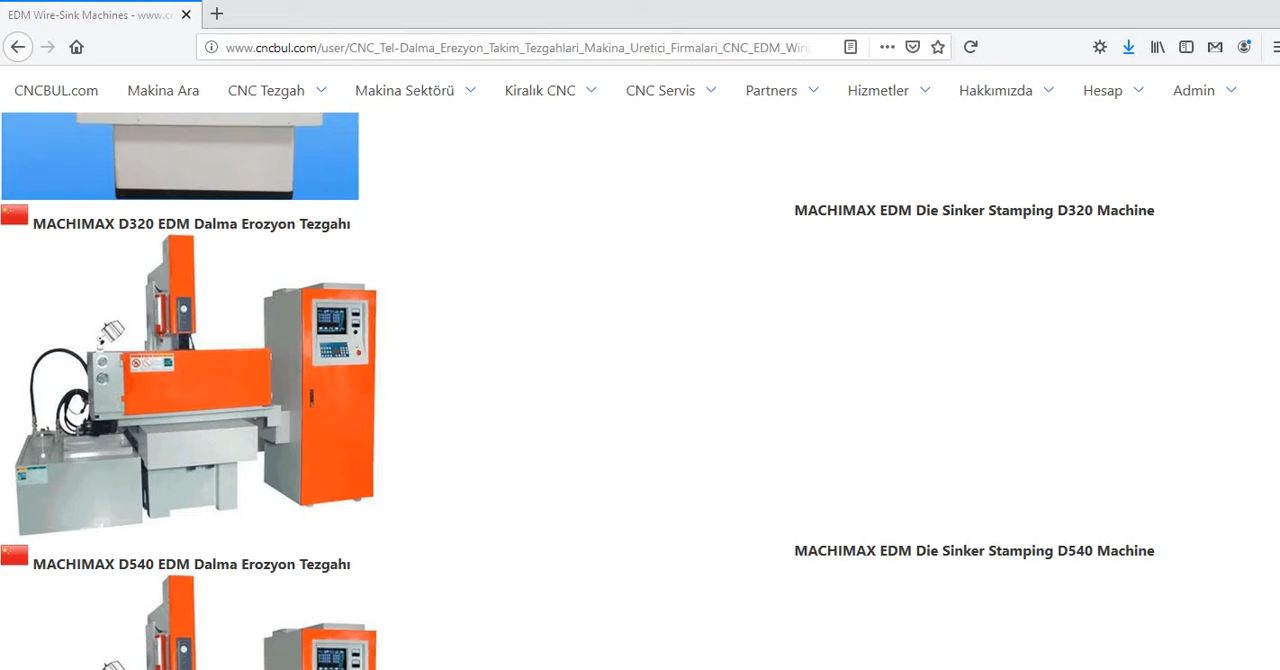 EDM Wire-Sink Machines - www.cn
www.cncbul.com/user/CNC_Tel-Dalma_Erezyon_Takim_Tezgahlari_Makina_Uretici_Firmalari_CNC_EDM_Wire
CNCBUL.com Makina Ara CNC Tezgah Makina Sektörü Kiralık CNC CNC Servis Partners Hizmetler Hakkımızda Hesap Admin
MACHIMAX D320 EDM Dalma Erozyon Tezgahı
MACHIMAX EDM Die Sinker Stamping D320 Machine
MACHIMAX D540 EDM Dalma Erozyon Tezgahı
MACHIMAX EDM Die Sinker Stamping D540 Machine